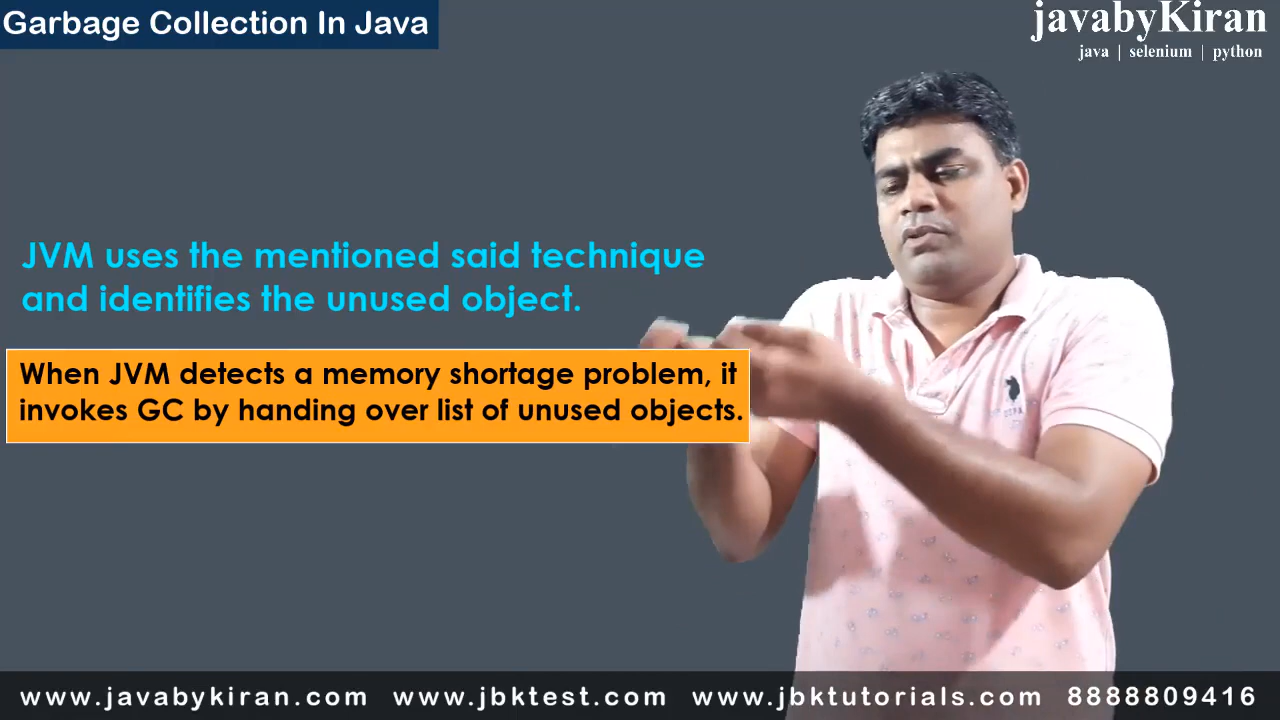 Garbage Collection In Java
javabyKiran
java | selenium | python
JVM uses the mentioned said technique
and identifies the unused object.
When JVM detects a memory shortage problem, it
invokes GC by handing over list of unused objects.
www.javabykiran.com www.jbktest.com www.jbktutorials.com 8888809416